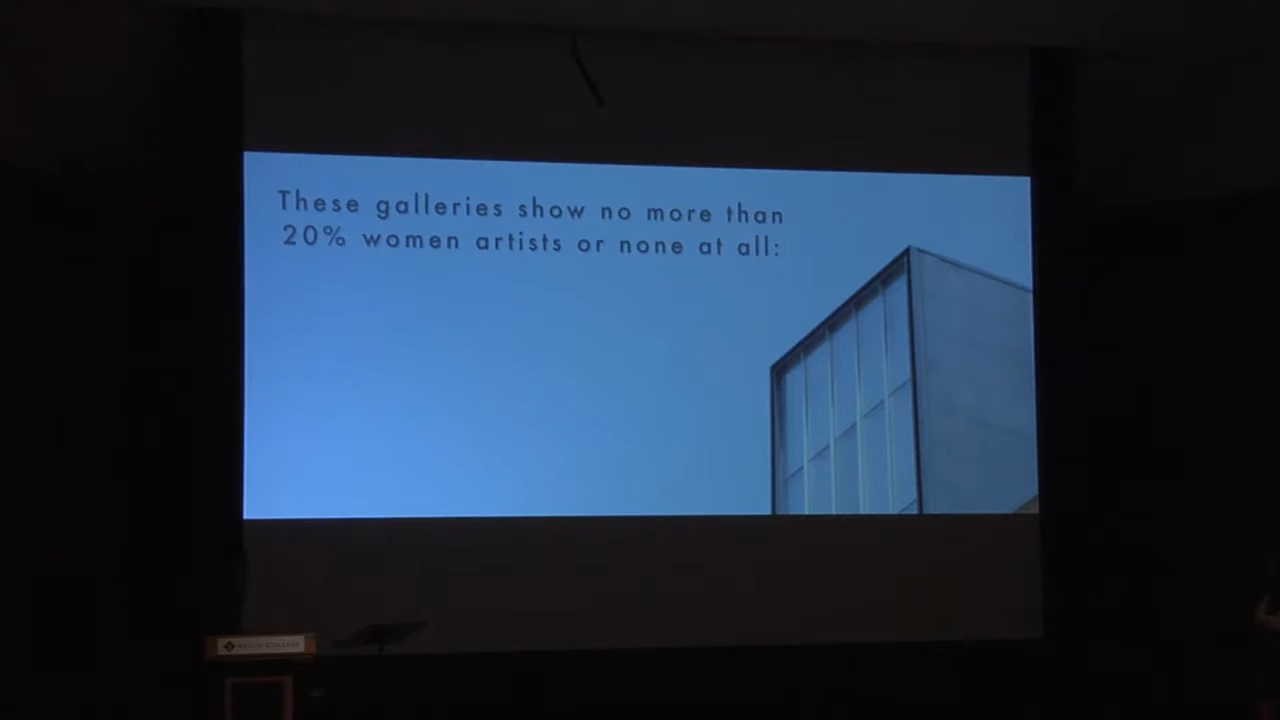 These galleries show no more than
20% women artists or none at all: